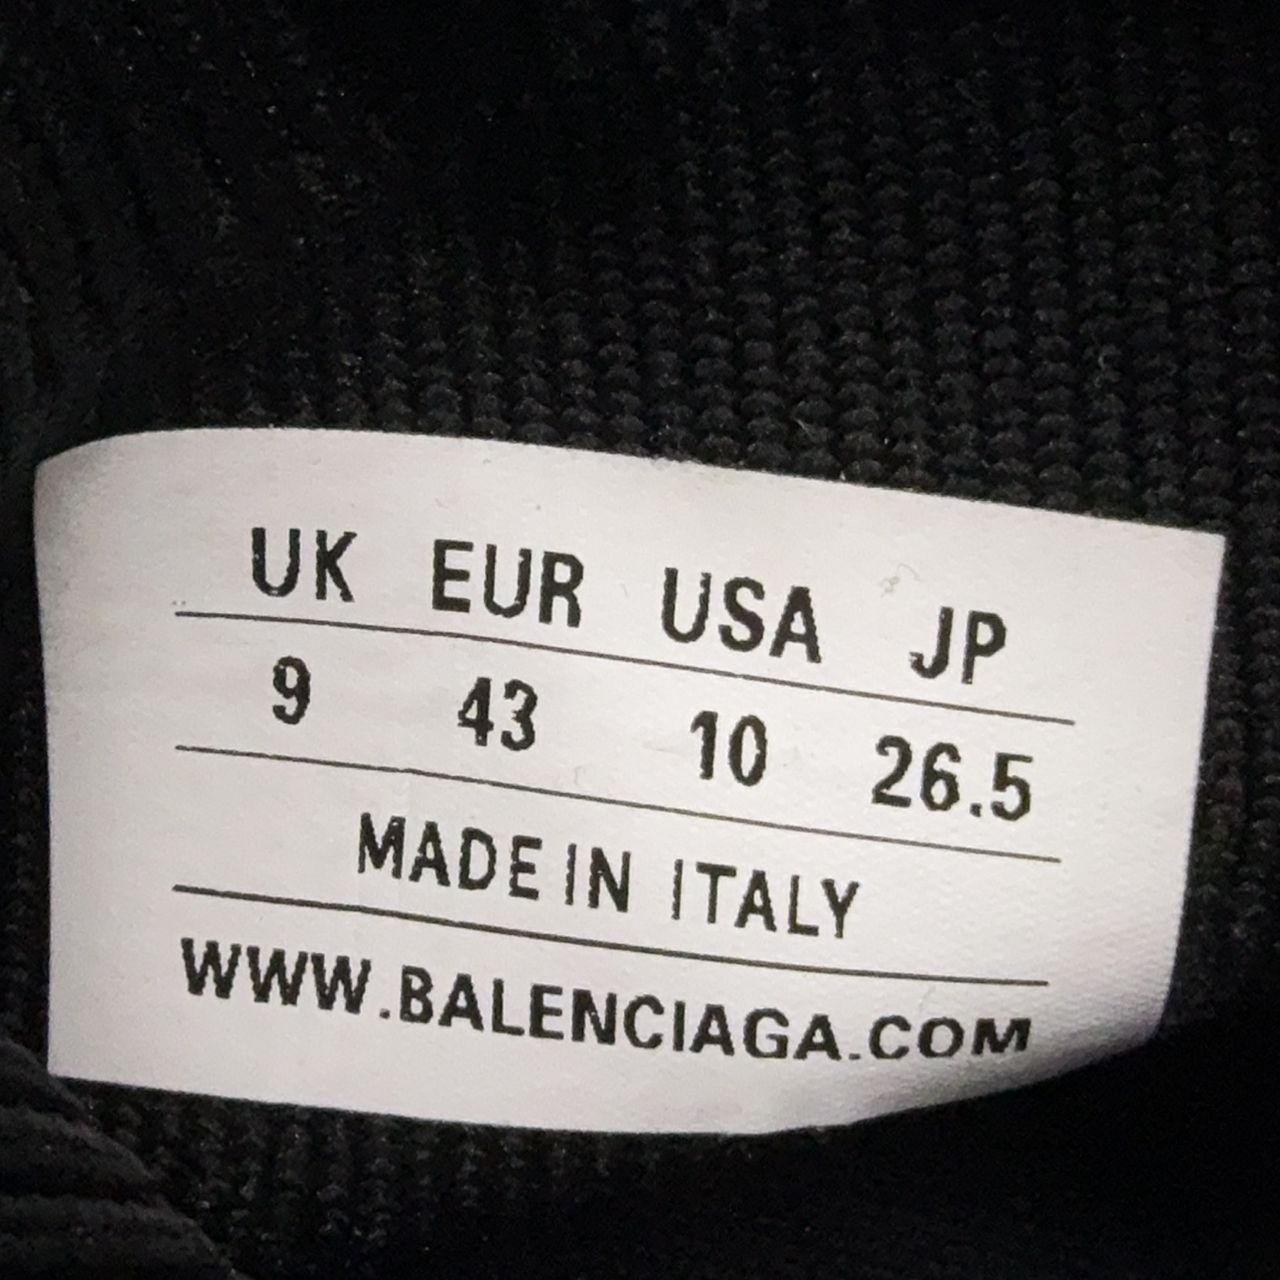 UK EUR USA JP
9 43 10 26.5
MADE IN ITALY
WWW.BALENCIAGA.COM